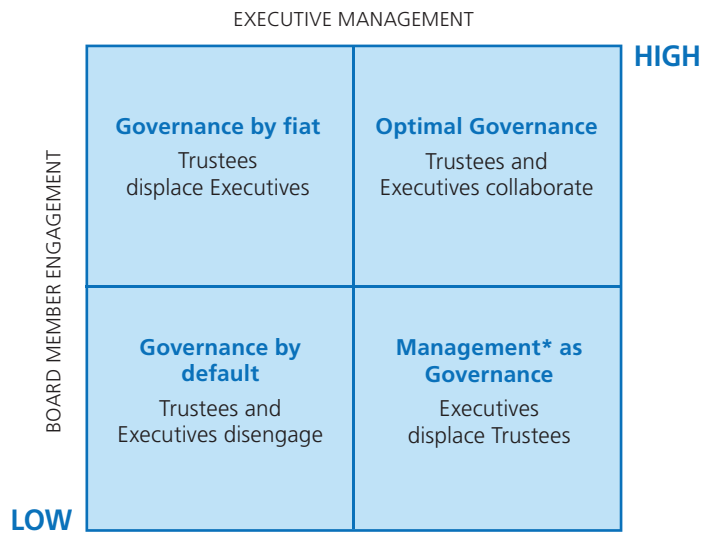 EXECUTIVE MANAGEMENT
HIGH
BOARD MEMBER ENGAGEMENT
Governance by fiat
Trustees
displace Executives
Optimal Governance
Trustees and
Executives collaborate
Governance by
default
Trustees and
Executives disengage
Management* as
Governance
Executives
displace Trustees
LOW